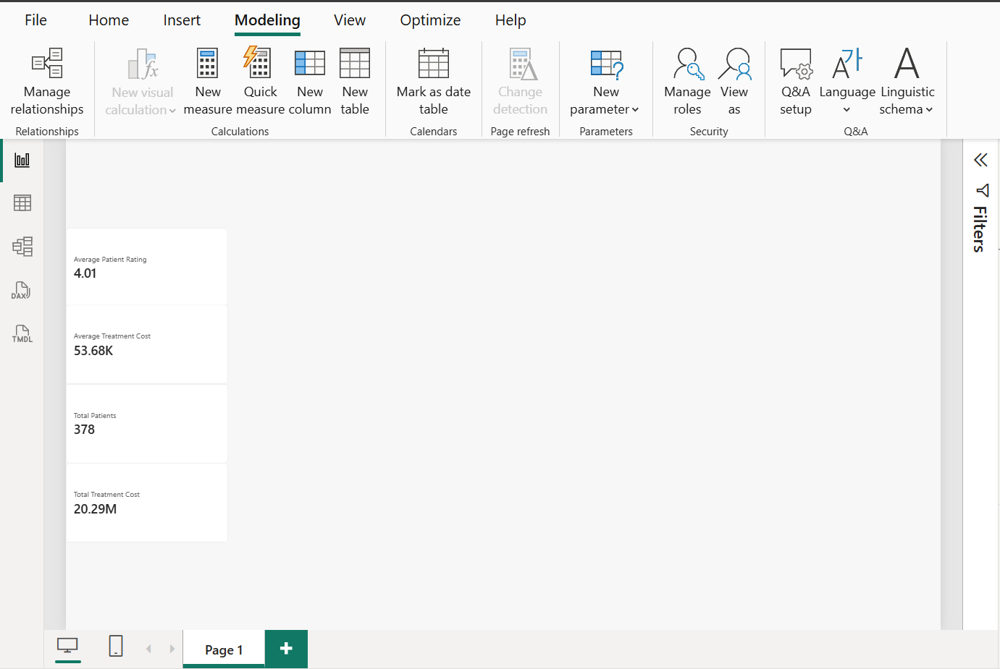 File Home Insert Modeling View Optimize Help
Manage relationships
New visual calculation
New measure
Quick measure
New column
New table
Mark as date table
Change detection
New parameter
Manage roles
View as
Q&A setup
Language
Linguistic schema
Relationships
Calculations
Calendars
Page refresh
Parameters
Security
Q&A
fx
A가
A
DAX
TMDL
Average Patient Rating
4.01
Average Treatment Cost
53.68K
Total Patients
378
Total Treatment Cost
20.29M
Filters
Page 1